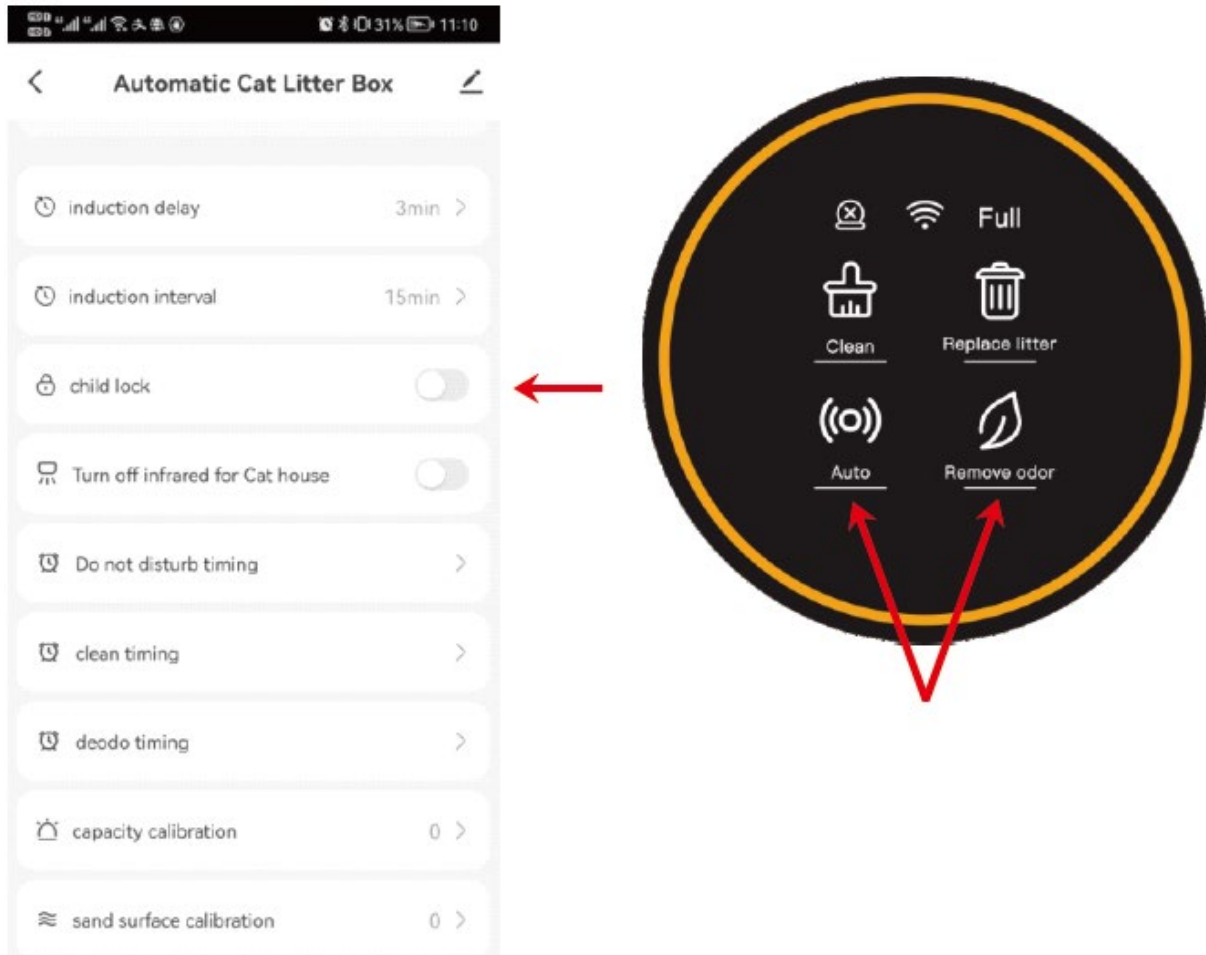 31% 11:10
Automatic Cat Litter Box
induction delay 3min
induction interval 15min
child lock
Turn off infrared for Cat house
Do not disturb timing
clean timing
deodo timing
capacity calibration 0
sand surface calibration 0
Full
Clean Replace litter
Auto Remove odor